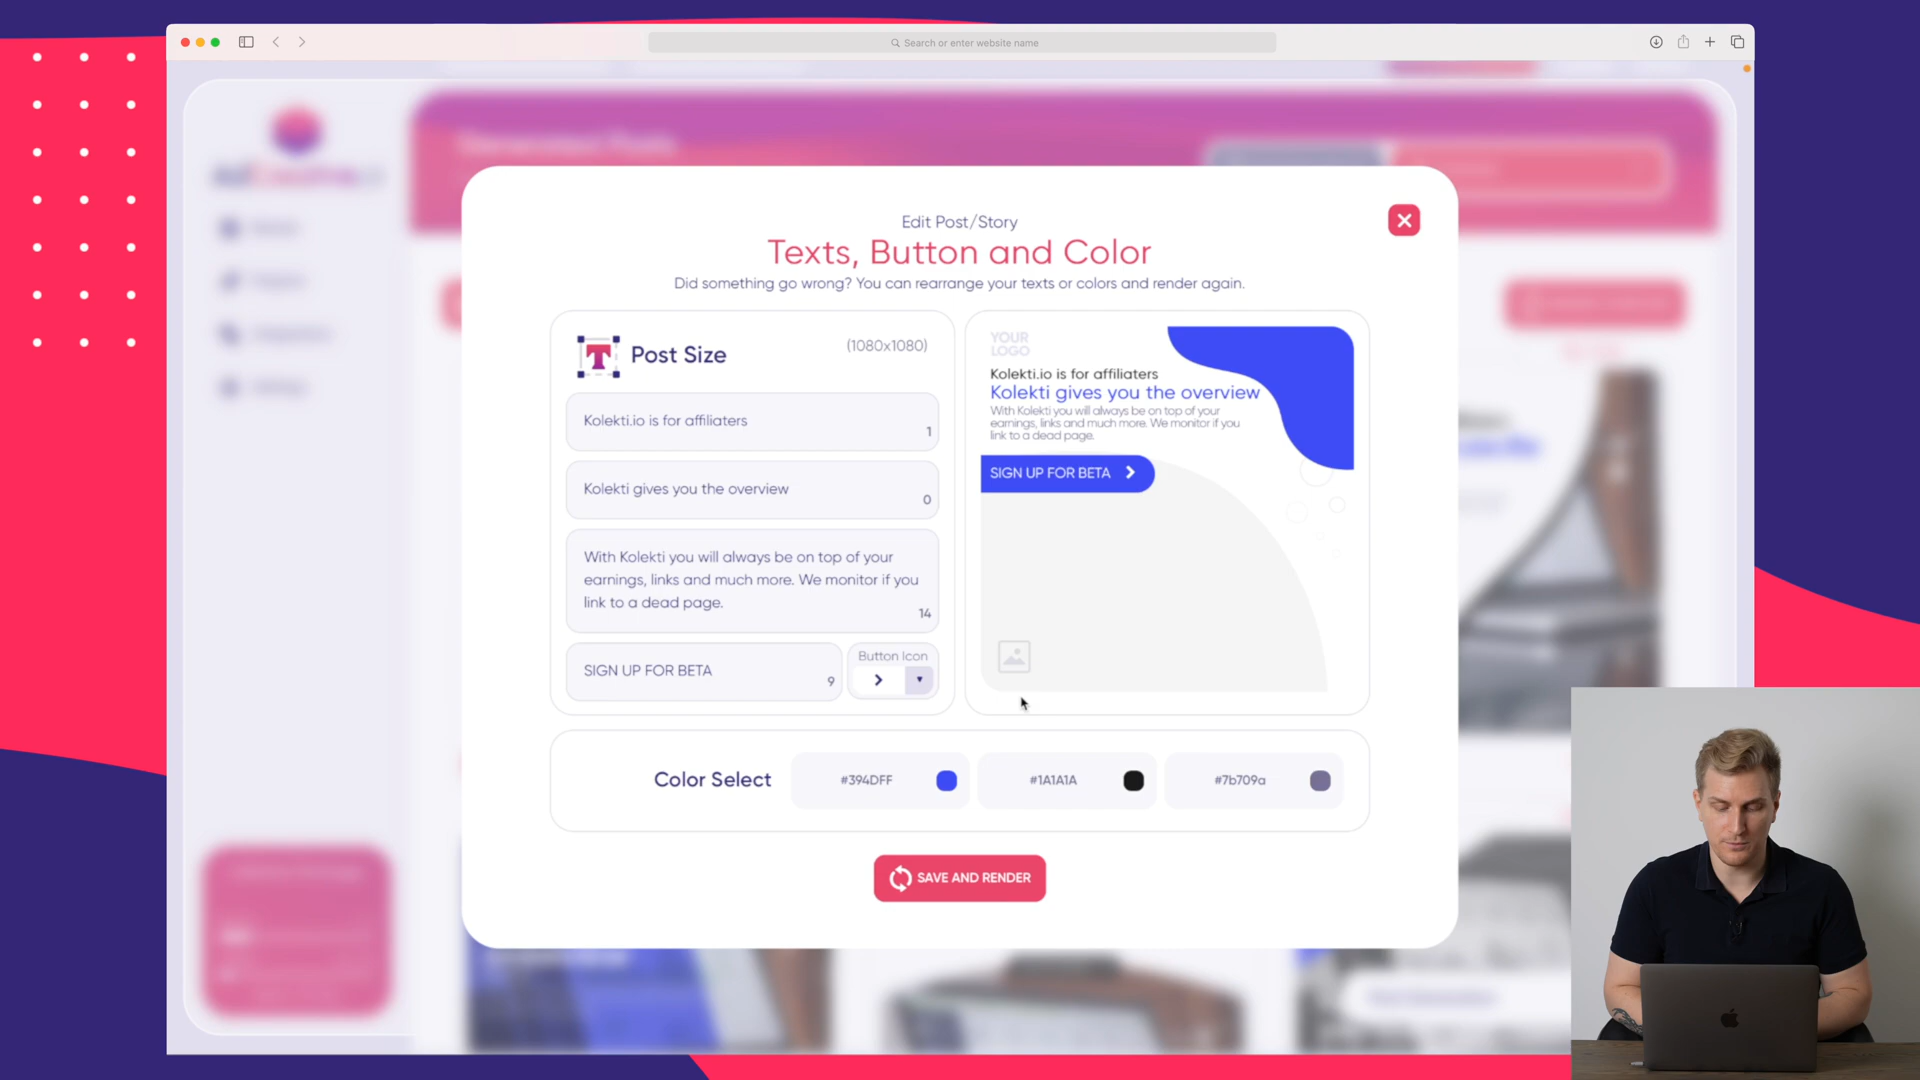 Search or enter website name
Edit Post/Story
Texts, Button and Color
Did something go wrong? You can rearrange your texts or colors and render again.
T Post Size
(1080x1080)
Kolekti.io is for affiliaters
1
Kolekti gives you the overview
0
With Kolekti you will always be on top of your
earnings, links and much more. We monitor if you
link to a dead page.
14
SIGN UP FOR BETA
9
Button Icon
YOUR
LOGO
Kolekti.io is for affiliaters
Kolekti gives you the overview
With Kolekti you will always be on top of your
earnings, links and much more. We monitor if you
link to a dead page.
SIGN UP FOR BETA
Color Select
#394DFF
#1A1A1A
#7b709a
SAVE AND RENDER